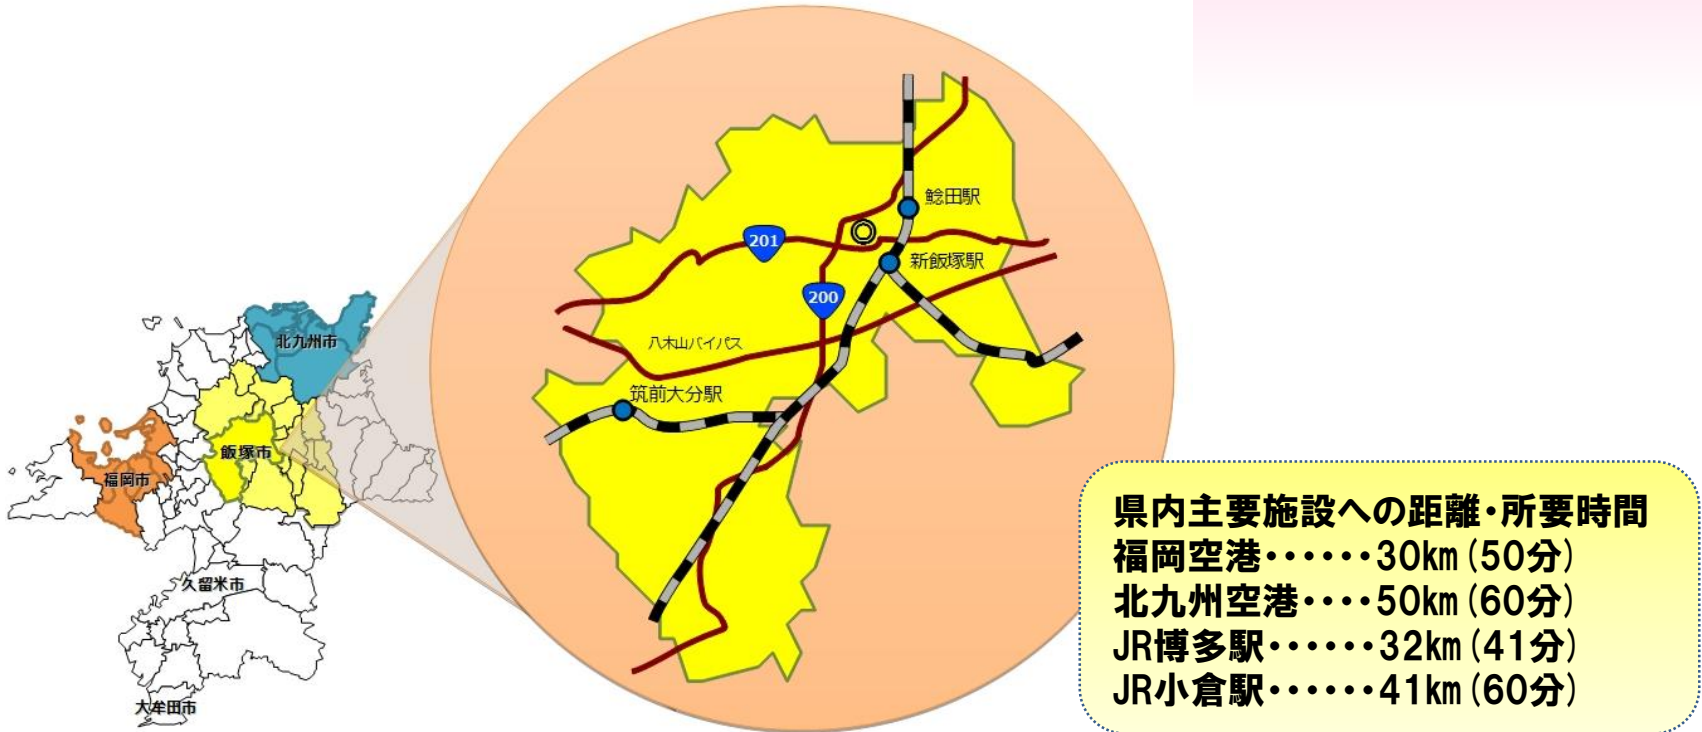 北九州市
飯塚市
福岡市
久留米市
大牟田市
鯰田駅
201
新飯塚駅
200
八木山バイパス
筑前大分駅
県内主要施設への距離・所要時間
福岡空港・・・・・・30km(50分)
北九州空港・・・・50km(60分)
JR博多駅・・・・・・32km(41分)
JR小倉駅・・・・・・41km(60分)